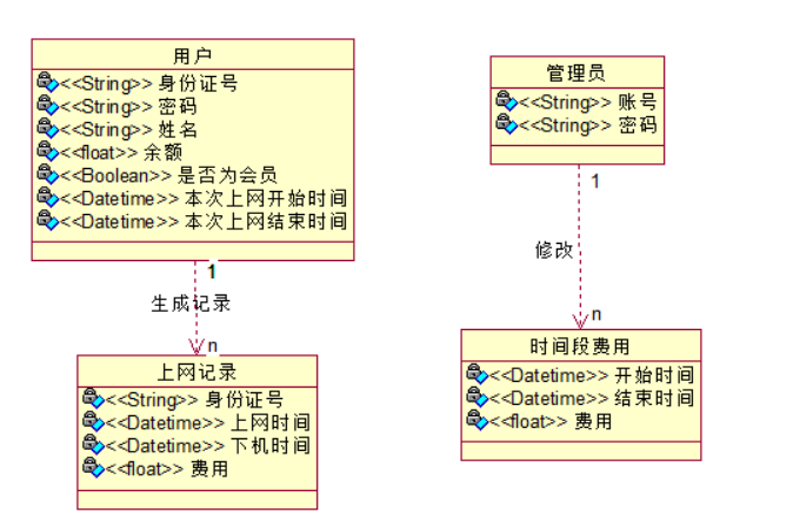 用户
<<String>> 身份证号
<<String>> 密码
<<String>> 姓名
<<float>> 余额
<<Boolean>> 是否为会员
<<Datetime>> 本次上网开始时间
<<Datetime>> 本次上网结束时间
1
生成记录
n
上网记录
<<String>> 身份证号
<<Datetime>> 上网时间
<<Datetime>> 下机时间
<<float>> 费用
管理员
<<String>> 账号
<<String>> 密码
1
修改
n
时间段费用
<<Datetime>> 开始时间
<<Datetime>> 结束时间
<<float>> 费用